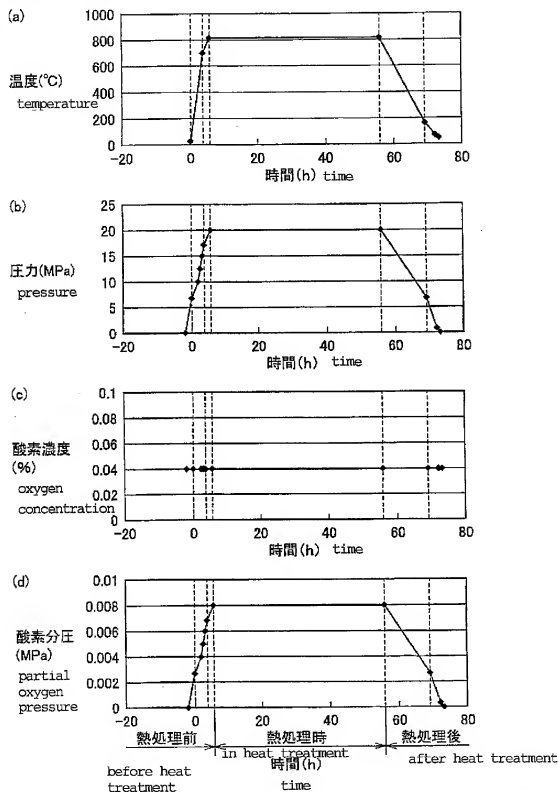 (a)
1000
800
600
400
200
0
温度(℃)
temperature
-20 0 20 40 60 80
時間(h) time
(b)
25
20
15
10
5
0
圧力(MPa)
pressure
-20 0 20 40 60 80
時間(h) time
(c)
0.1
0.08
0.06
0.04
0.02
0
酸素濃度
(%)
oxygen
concentration
-20 0 20 40 60 80
時間(h) time
(d)
0.01
0.008
0.006
0.004
0.002
0
酸素分圧
(MPa)
partial
oxygen
pressure
-20 0 20 40 60 80
熱処理前 熱処理時 熱処理後
before heat treatment
in heat treatment
after heat treatment
時間(h)
time